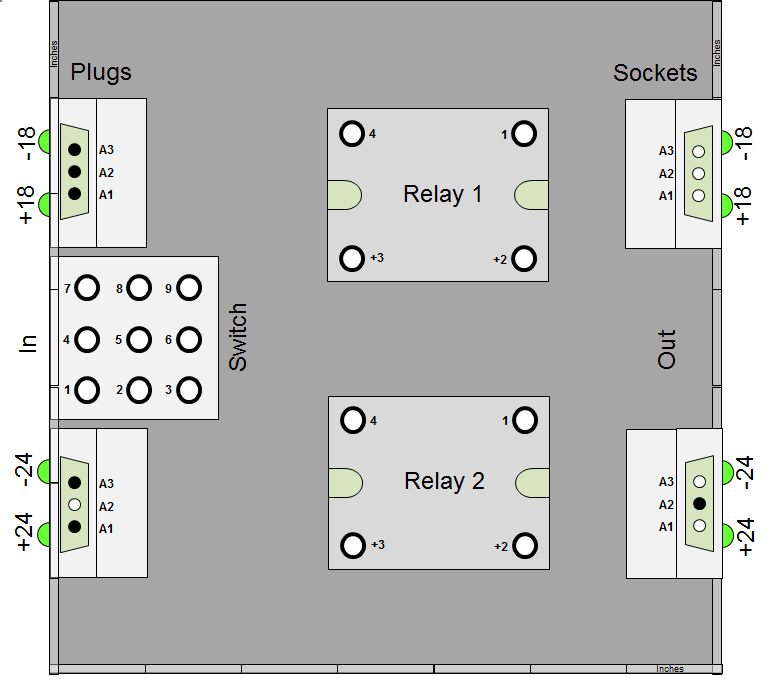 Inches
Inches
Plugs
Sockets
-18
+18
A3
A2
A1
4
1
Relay 1
+3
+2
A3
A2
A1
-18
+18
In
7 8 9
4 5 6
1 2 3
Switch
Out
-24
+24
A3
A2
A1
4
1
Relay 2
+3
+2
A3
A2
A1
-24
+24
Inches